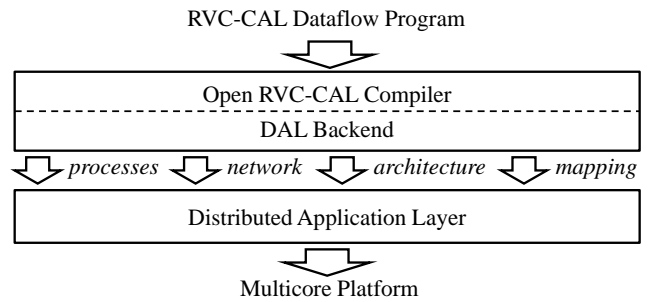 RVC-CAL Dataflow Program
Open RVC-CAL Compiler
DAL Backend
processes network architecture mapping
Distributed Application Layer
Multicore Platform